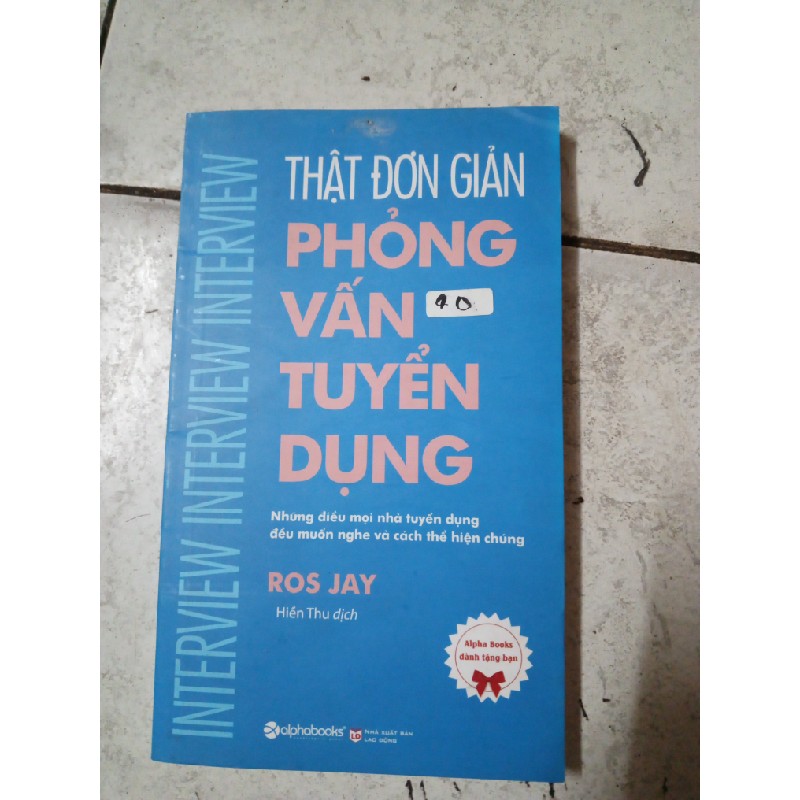 INTERVIEW INTERVIEW INTERVIEW
THẬT ĐƠN GIẢN
PHỎNG
VẤN
40
TUYỂN
DỤNG
Những điều mọi nhà tuyển dụng
đều muốn nghe và cách thể hiện chúng
ROS JAY
Hiền Thu dịch
Alpha Books
dành tặng bạn
alphabooks
LD
NHÀ XUẤT BẢN
LAO ĐỘNG